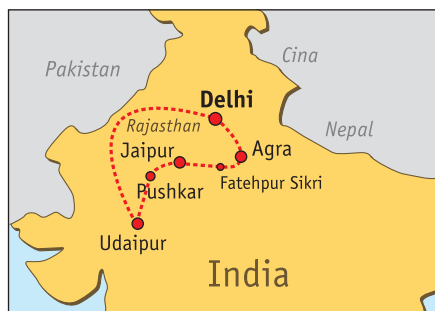 Cina
Pakistan
Delhi
Nepal
Rajasthan
Jaipur
Agra
Pushkar
Fatehpur Sikri
Udaipur
India